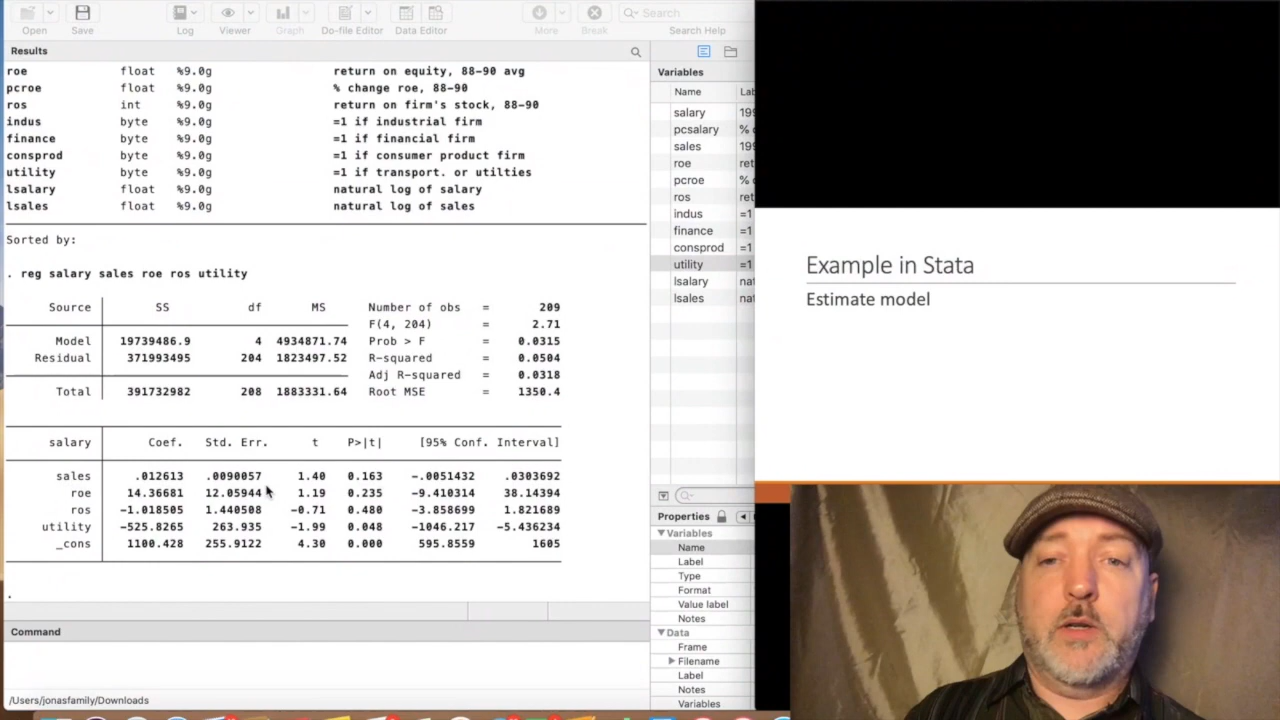 Open Save Log Viewer Graph Do-file Editor Data Editor More Break Search Help
Search
Results
roe float %9.0g return on equity, 88-90 avg
pcroe float %9.0g % change roe, 88-90
ros int %9.0g return on firm's stock, 88-90
indus byte %9.0g =1 if industrial firm
finance byte %9.0g =1 if financial firm
consprod byte %9.0g =1 if consumer product firm
utility byte %9.0g =1 if transport. or utilties
lsalary float %9.0g natural log of salary
lsales float %9.0g natural log of sales
Sorted by:
. reg salary sales roe ros utility
Source SS df MS Number of obs = 209
F(4, 204) = 2.71
Model 19739486.9 4 4934871.74 Prob > F = 0.0315
Residual 371993495 204 1823497.52 R-squared = 0.0504
Adj R-squared = 0.0318
Total 391732982 208 1883331.64 Root MSE = 1350.4
salary Coef. Std. Err. t P>|t| [95% Conf. Interval]
sales .012613 .0090057 1.40 0.163 -.0051432 .0303692
roe 14.36681 12.05944 1.19 0.235 -9.410314 38.14394
ros -1.018505 1.440508 -0.71 0.480 -3.858699 1.821689
utility -525.8265 263.935 -1.99 0.048 -1046.217 -5.436234
_cons 1100.428 255.9122 4.30 0.000 595.8559 1605
.
Command
/Users/jonasfamily/Downloads
Variables
Name Lab
salary 199
pcsalary % c
sales 199
roe ret
pcroe % c
ros ret
indus =1
finance =1
consprod =1
utility =1
lsalary nat
lsales nat
Properties
Variables
Name
Label
Type
Format
Value label
Notes
Data
Frame
Filename
Label
Notes
Variables
Example in Stata
Estimate model